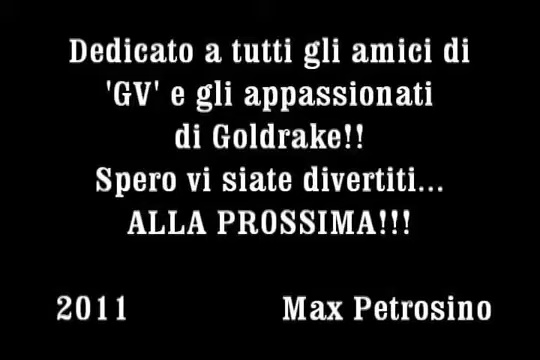 Dedicato a tutti gli amici di
'GV' e gli appassionati
di Goldrake!!
Spero vi siate divertiti...
ALLA PROSSIMA!!!
2011 Max Petrosino